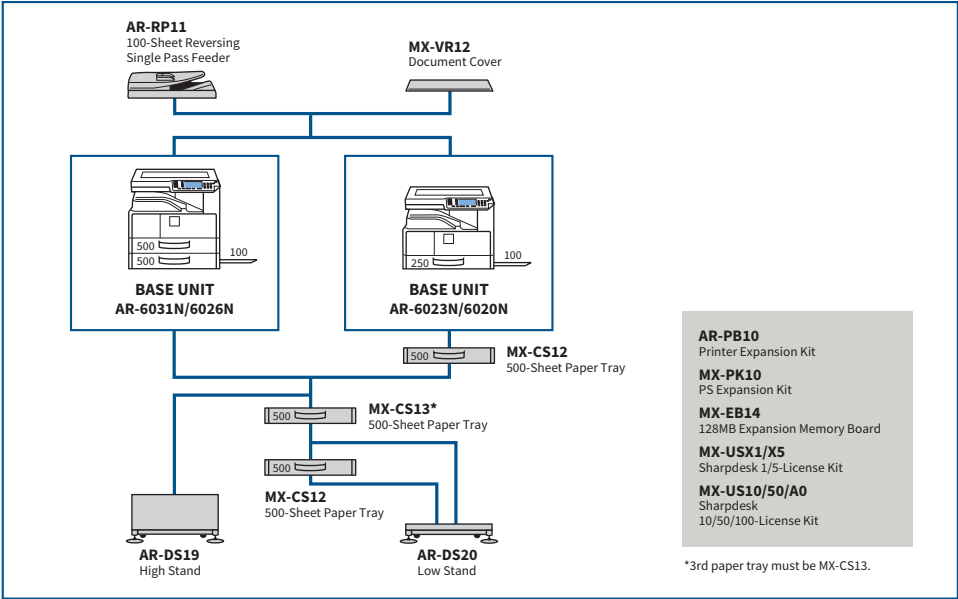 AR-RP11
100-Sheet Reversing
Single Pass Feeder
MX-VR12
Document Cover
500
500
100
BASE UNIT
AR-6031N/6026N
250
100
BASE UNIT
AR-6023N/6020N
500
MX-CS12
500-Sheet Paper Tray
500
MX-CS13*
500-Sheet Paper Tray
500
MX-CS12
500-Sheet Paper Tray
AR-DS19
High Stand
AR-DS20
Low Stand
AR-PB10
Printer Expansion Kit
MX-PK10
PS Expansion Kit
MX-EB14
128MB Expansion Memory Board
MX-USX1/X5
Sharpdesk 1/5-License Kit
MX-US10/50/A0
Sharpdesk
10/50/100-License Kit
*3rd paper tray must be MX-CS13.